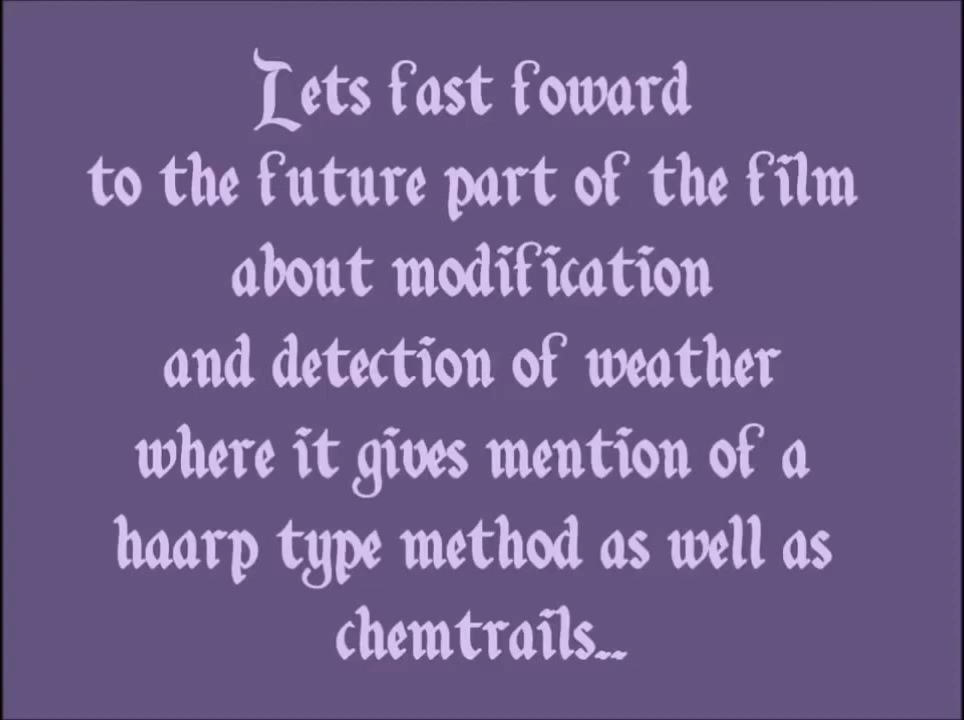 Lets fast foward
to the future part of the film
about modification
and detection of weather
where it gives mention of a
haarp type method as well as
chemtrails...